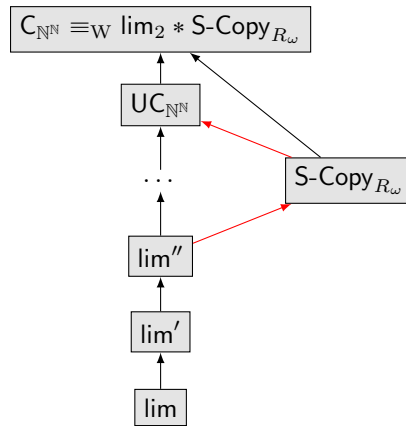 C_{ℕ^ℕ} ≡_W lim_2 * S-Copy_{R_ω}
UC_{ℕ^ℕ}
...
S-Copy_{R_ω}
lim''
lim'
lim